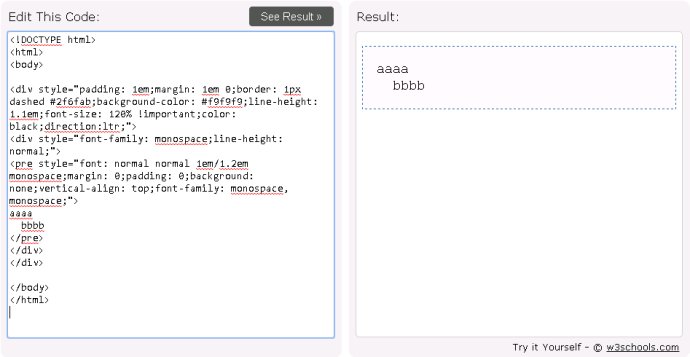 Edit This Code:
See Result »
<!DOCTYPE html>
<html>
<body>

<div style="padding: 1em;margin: 1em 0;border: 1px
dashed #2f6fab;background-color: #f9f9f9;line-height:
1.1em;font-size: 120% !important;color:
black;direction:ltr;">
<div style="font-family: monospace;line-height:
normal;">
<pre style="font: normal normal 1em/1.2em
monospace;margin: 0;padding: 0;background:
none;vertical-align: top;font-family: monospace,
monospace;">
aaaa
  bbbb
</pre>
</div>
</div>

</body>
</html>
Result:
aaaa
  bbbb
Try it Yourself - © w3schools.com